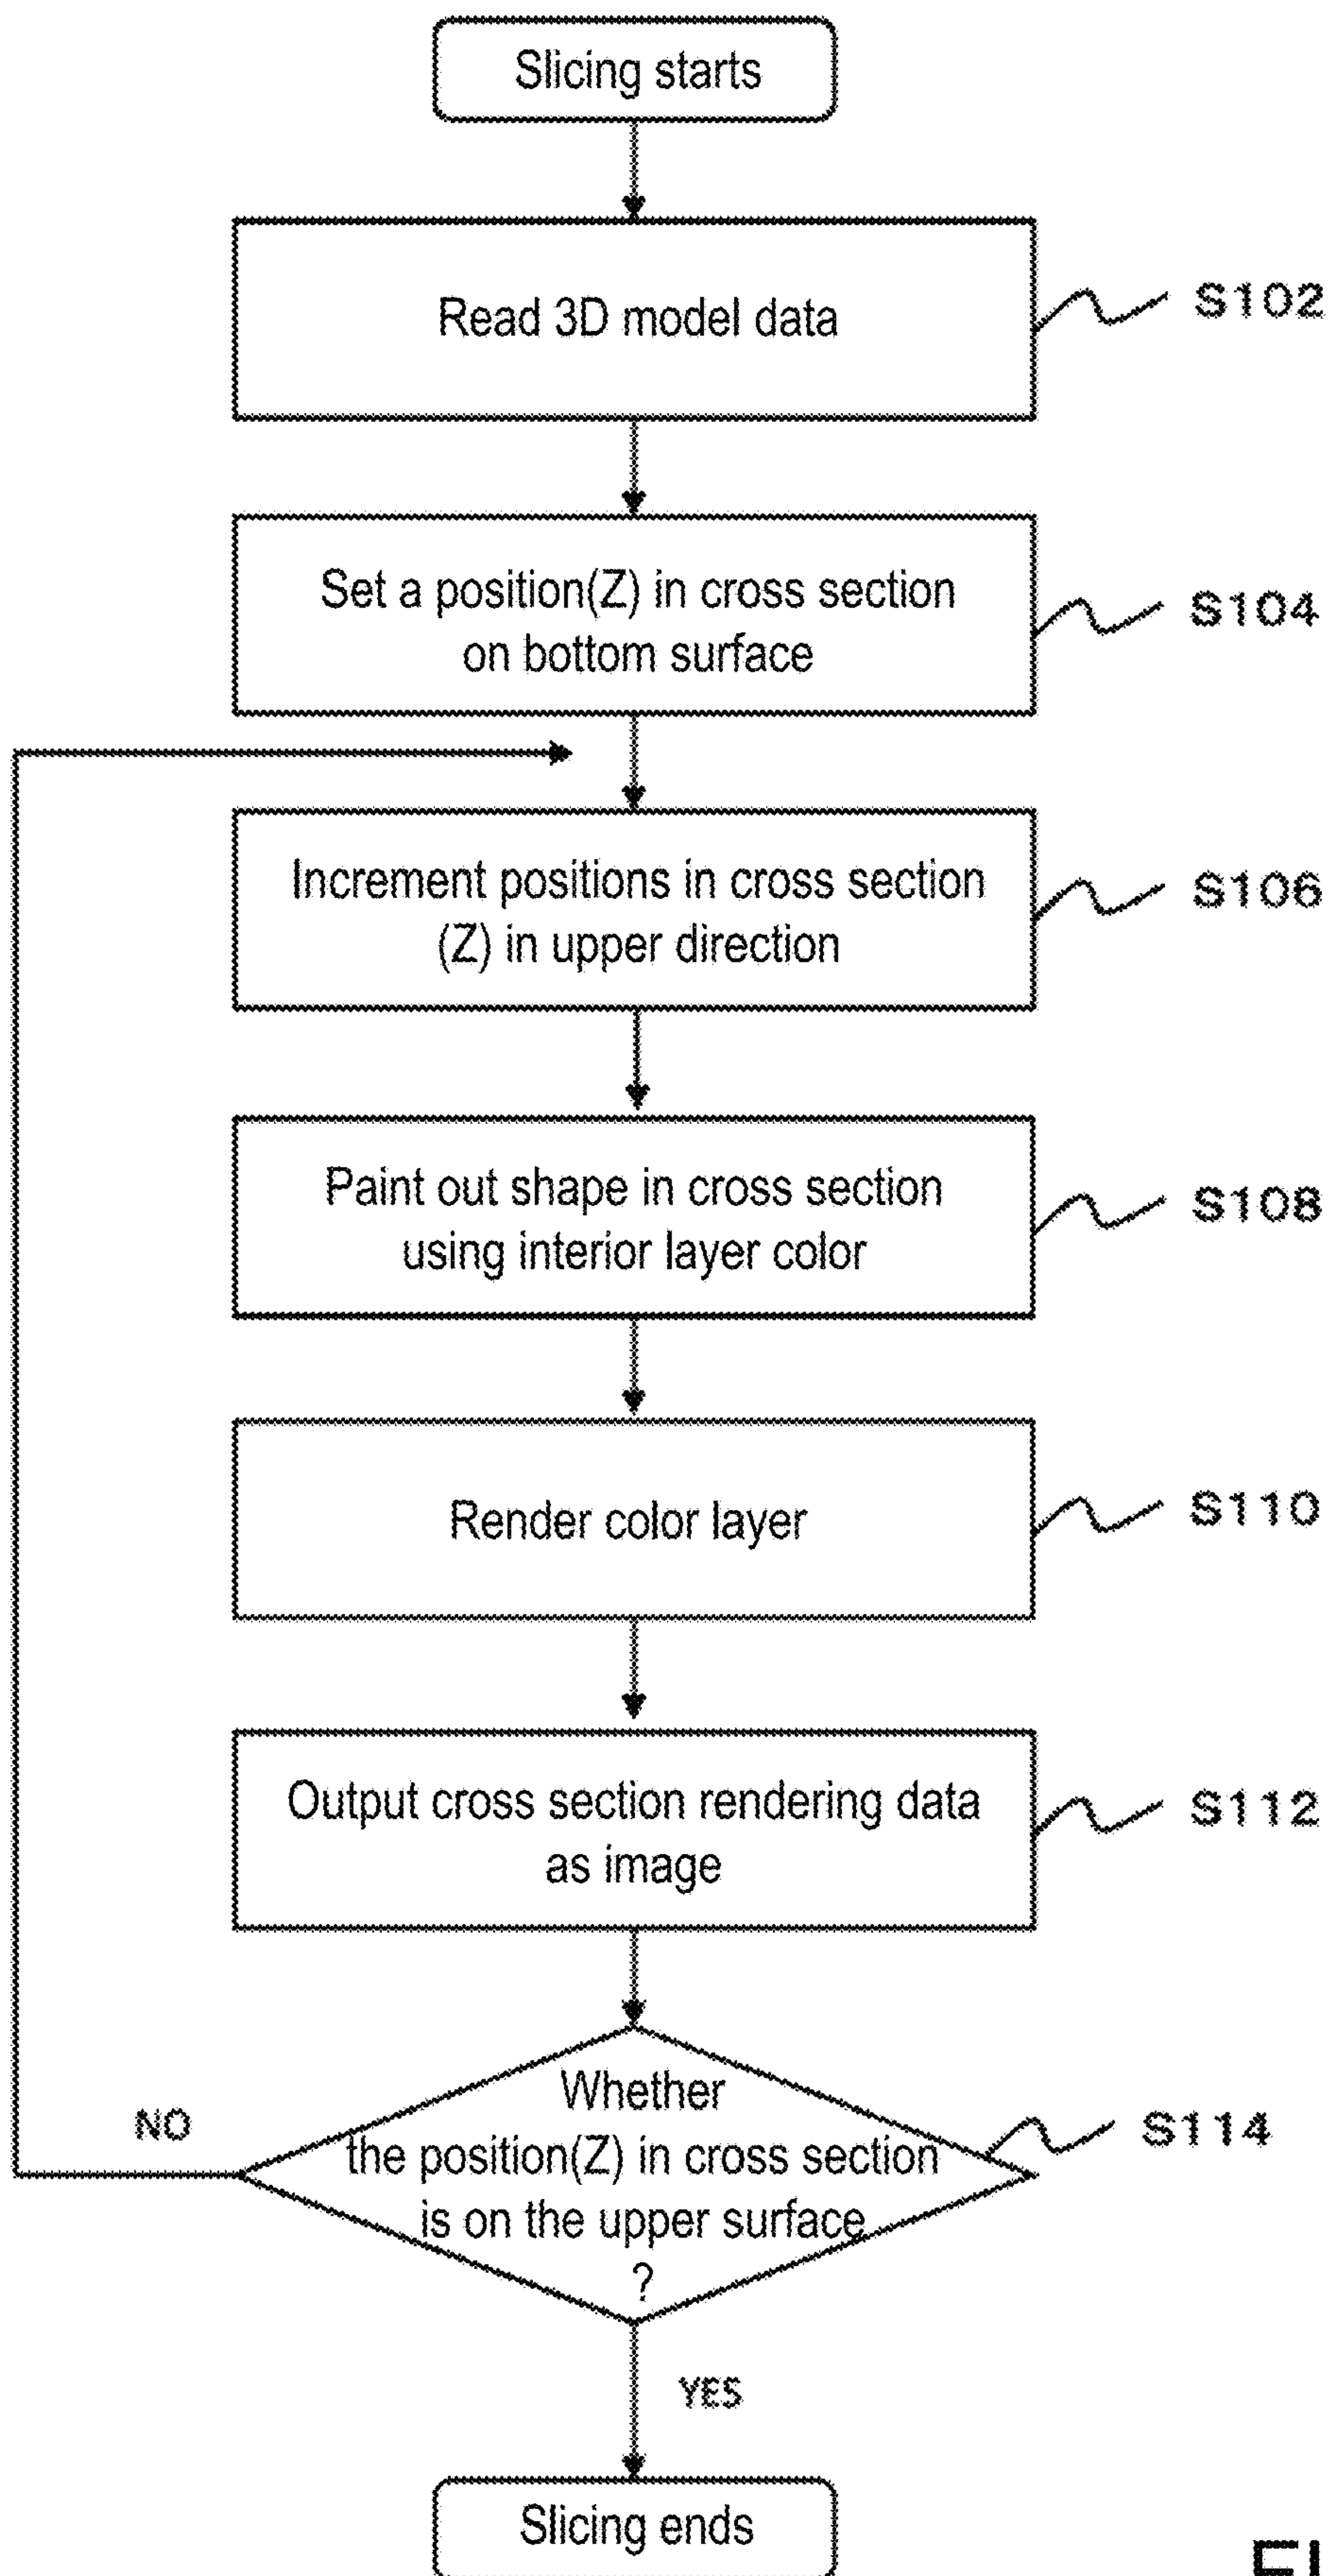 Slicing starts
Read 3D model data
S102
Set a position(Z) in cross section
on bottom surface
S104
Increment positions in cross section
(Z) in upper direction
S106
Paint out shape in cross section
using interior layer color
S108
Render color layer
S110
Output cross section rendering data
as image
S112
Whether
the position(Z) in cross section
is on the upper surface
?
S114
NO
YES
Slicing ends